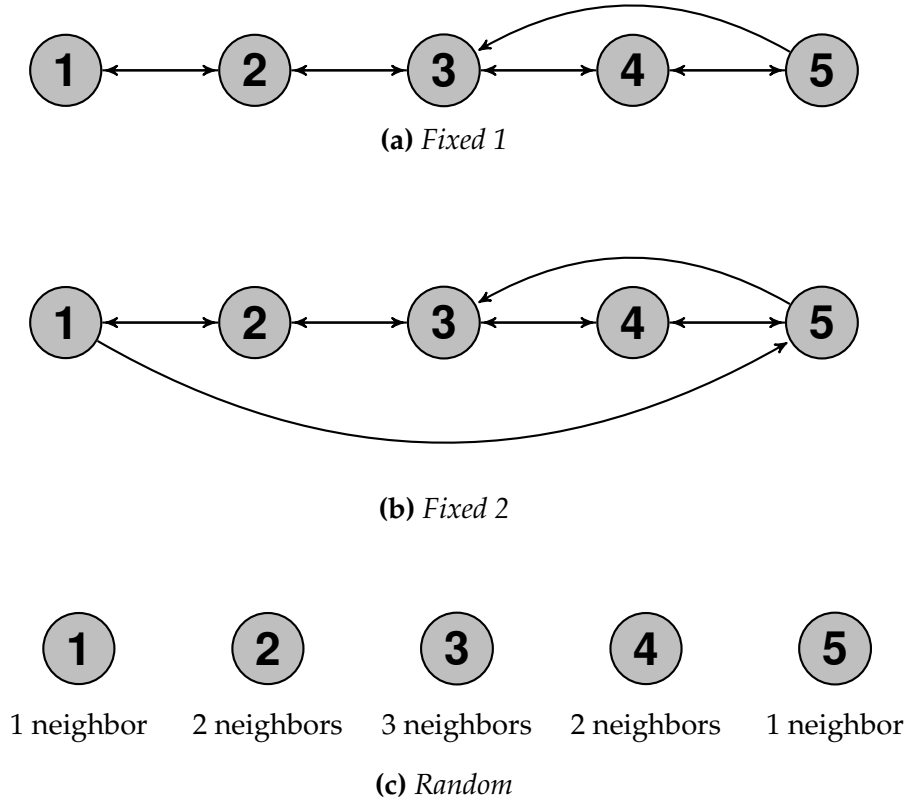 1 2 3 4 5
(a) Fixed 1
1 2 3 4 5
(b) Fixed 2
1 2 3 4 5
1 neighbor 2 neighbors 3 neighbors 2 neighbors 1 neighbor
(c) Random